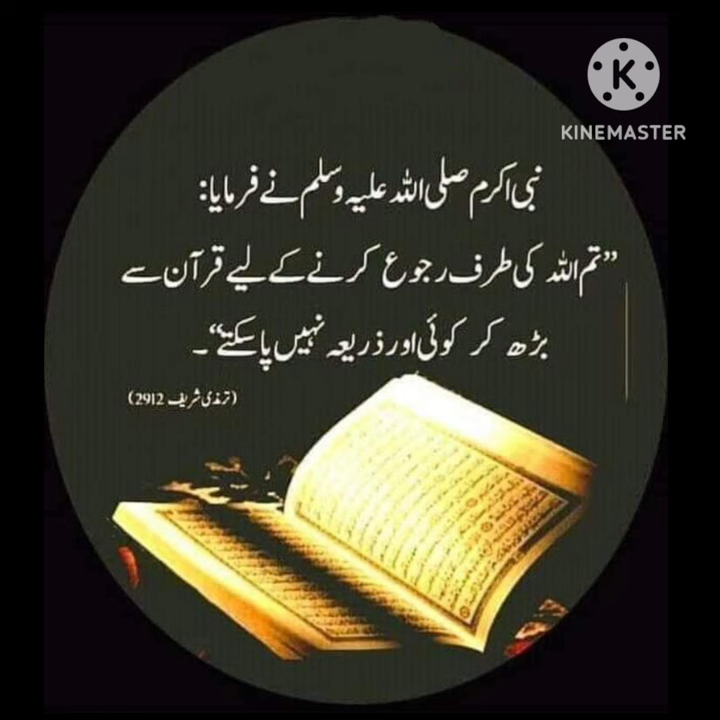 K
KINEMASTER
نبی اکرم صلی اللہ علیہ وسلم نے فرمایا:
”تم اللہ کی طرف رجوع کرنے کے لیے قرآن سے
بڑھ کر کوئی اور ذریعہ نہیں پا سکتے“۔
(ترمذی شریف 2912)